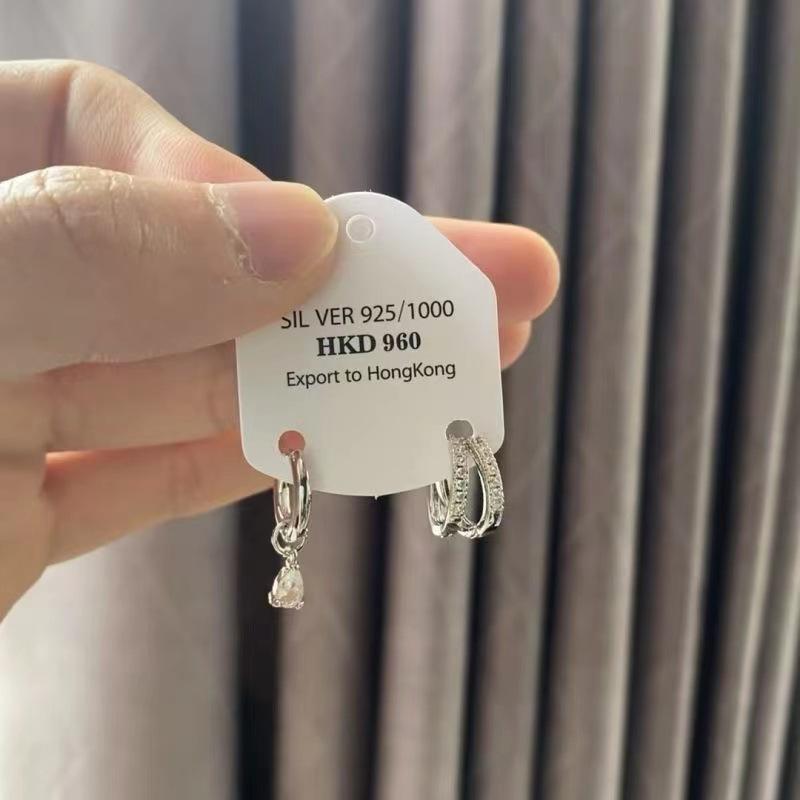 SIL VER 925/1000
HKD 960
Export to HongKong